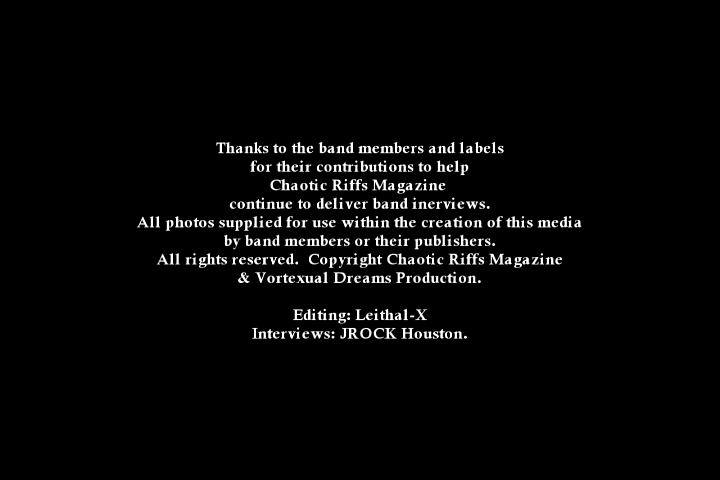 Thanks to the band members and labels
for their contributions to help
Chaotic Riffs Magazine
continue to deliver band inerviews.
All photos supplied for use within the creation of this media
by band members or their publishers.
All rights reserved.  Copyright Chaotic Riffs Magazine
& Vortexual Dreams Production.
Editing: Leithal-X
Interviews: JROCK Houston.